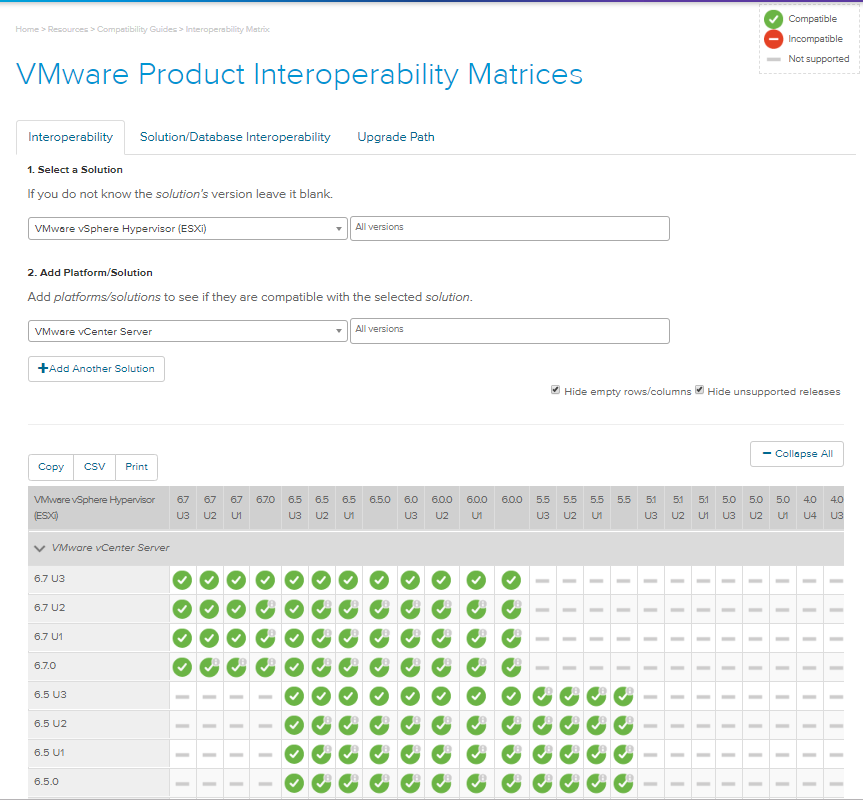 Compatible
Incompatible
Not supported
Home > Resources > Compatibility Guides > Interoperability Matrix
VMware Product Interoperability Matrices
Interoperability Solution/Database Interoperability Upgrade Path
1. Select a Solution
If you do not know the solution's version leave it blank.
VMware vSphere Hypervisor (ESXi) All versions
2. Add Platform/Solution
Add platforms/solutions to see if they are compatible with the selected solution.
VMware vCenter Server All versions
+Add Another Solution
Hide empty rows/columns Hide unsupported releases
Collapse All
Copy CSV Print
VMware vSphere Hypervisor 6.7 6.7 6.7 6.7.0 6.5 6.5 6.5 6.5.0 6.0 6.0.0 6.0.0 6.0.0 5.5 5.5 5.5 5.5 5.1 5.1 5.1 5.0 5.0 5.0 4.0 4.0
(ESXi) U3 U2 U1 U3 U2 U1 U3 U2 U1 U3 U2 U1 U3 U2 U1 U3 U2 U1 U4 U3
VMware vCenter Server
6.7 U3
6.7 U2
6.7 U1
6.7.0
6.5 U3
6.5 U2
6.5 U1
6.5.0